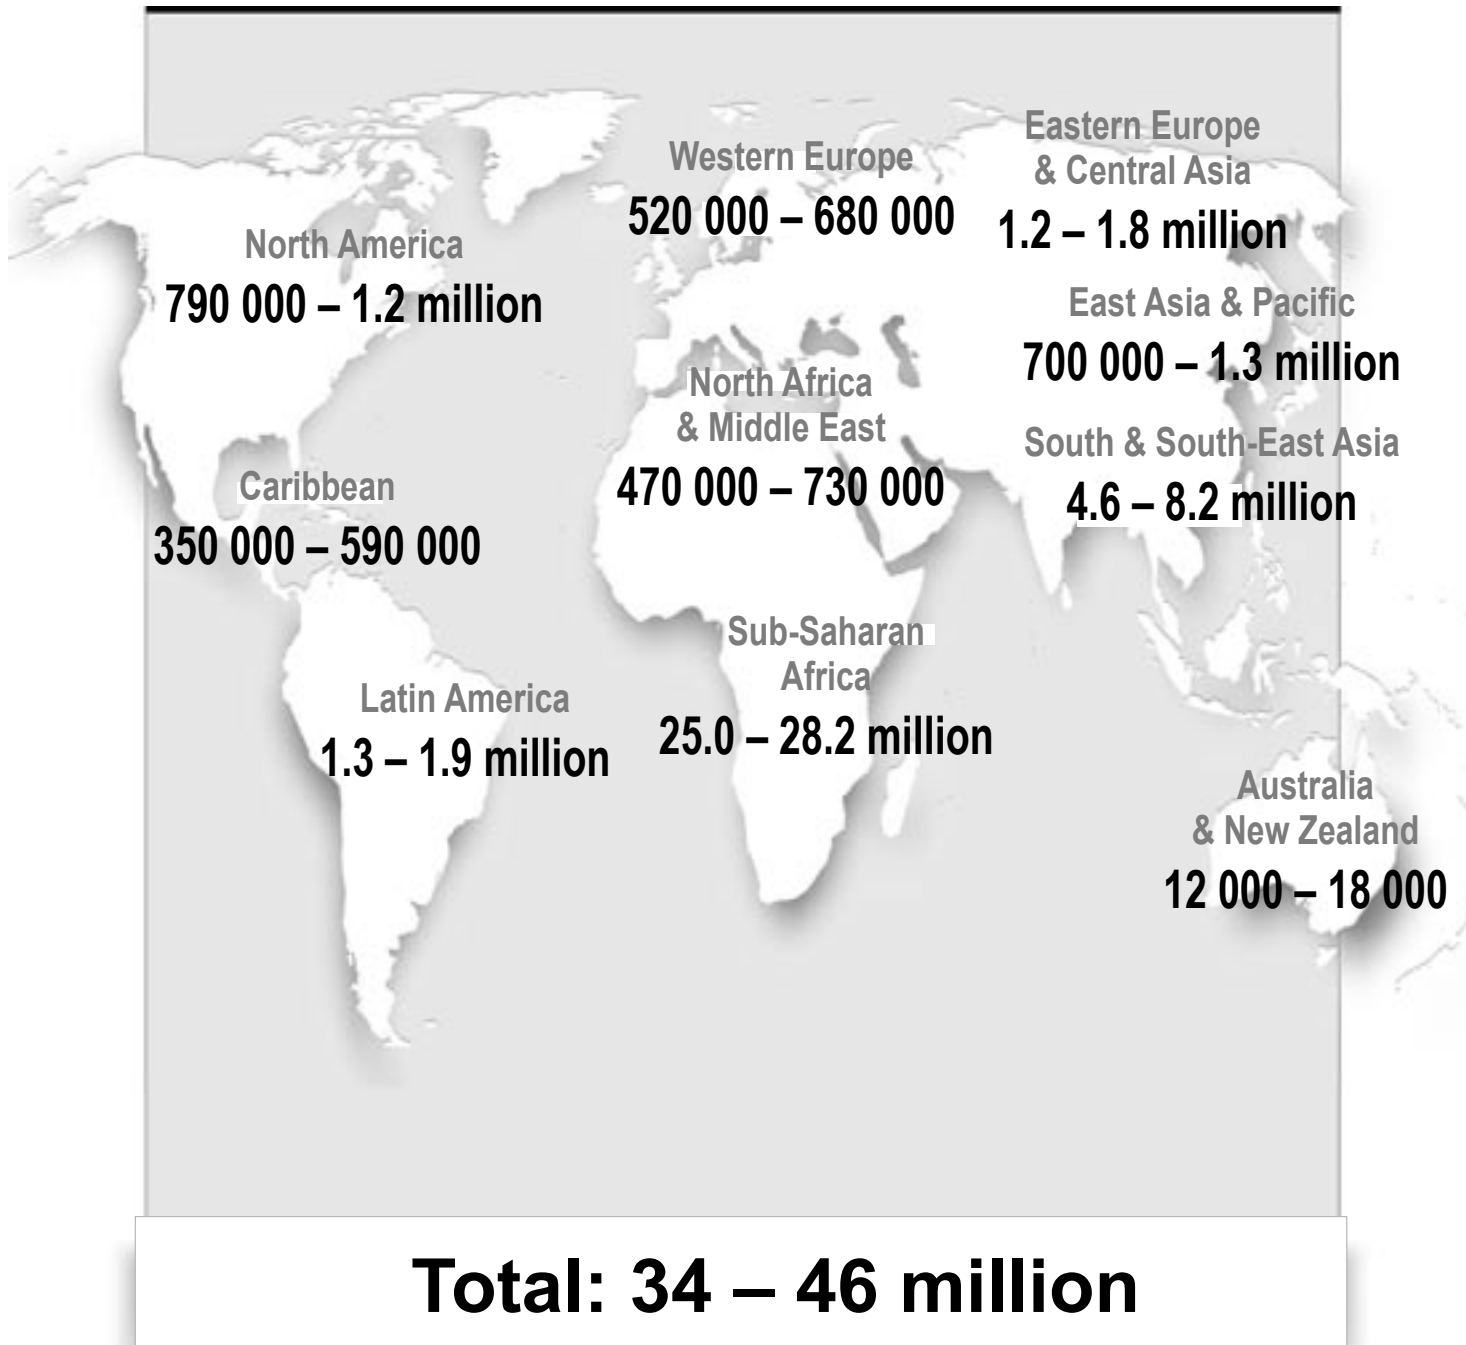 Eastern Europe
& Central Asia
1.2 – 1.8 million
Western Europe
520 000 – 680 000
North America
790 000 – 1.2 million
East Asia & Pacific
700 000 – 1.3 million
North Africa
& Middle East
470 000 – 730 000
South & South-East Asia
4.6 – 8.2 million
Caribbean
350 000 – 590 000
Sub-Saharan
Africa
25.0 – 28.2 million
Latin America
1.3 – 1.9 million
Australia
& New Zealand
12 000 – 18 000
Total: 34 – 46 million